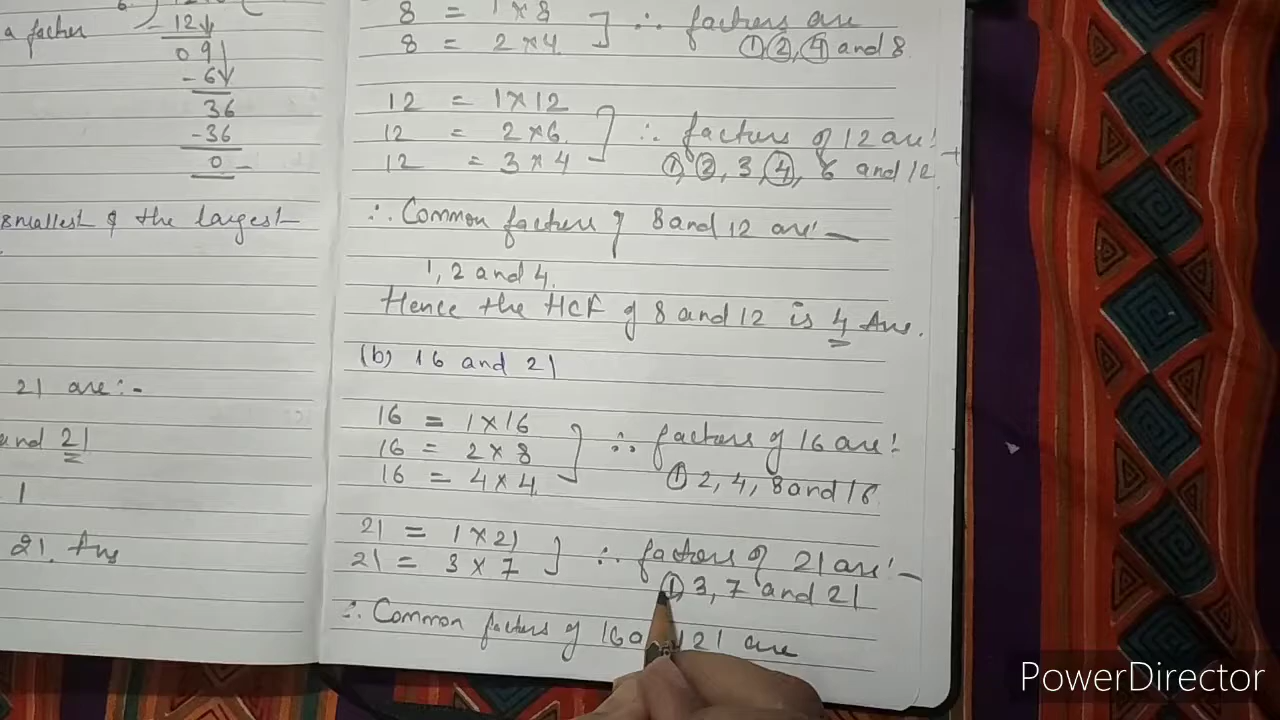 a factor
-12
09
-6
36
-36
0
smallest & the largest
21 are:-
and 21
1
21. Ans
8 = 1×8
8 = 2×4
∴ factors are
1, 2, 4 and 8
12 = 1×12
12 = 2×6
12 = 3×4
∴ factors of 12 are:
1, 2, 3, 4, 6 and 12.
∴ Common factors of 8 and 12 are:-
1, 2 and 4.
Hence the HCF of 8 and 12 is 4 Ans.
(b) 16 and 21
16 = 1×16
16 = 2×8
16 = 4×4
∴ factors of 16 are:
1 2, 4, 8 and 16
21 = 1×21
21 = 3×7
∴ factors of 21 are:-
1 3, 7 and 21
∴ Common factors of 16 21 are
PowerDirector